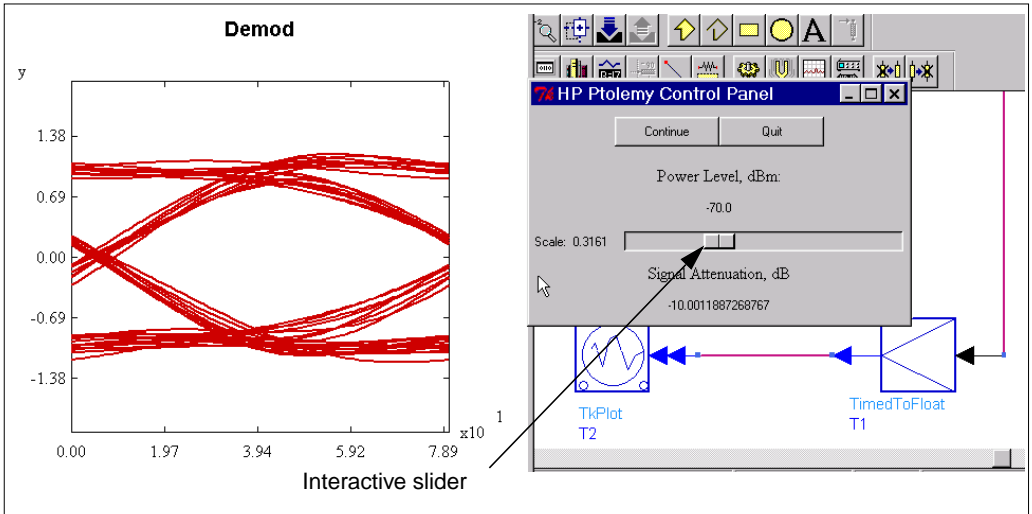 Demod
y
1.38
0.69
0.00
-0.69
-1.38
0.00 1.97 3.94 5.92 7.89
x10
1
Interactive slider
A
HP Ptolemy Control Panel
Continue Quit
Power Level, dBm:
-70.0
Scale: 0.3161
Signal Attenuation, dB
-10.0011887268767
TkPlot
T2
TimedToFloat
T1